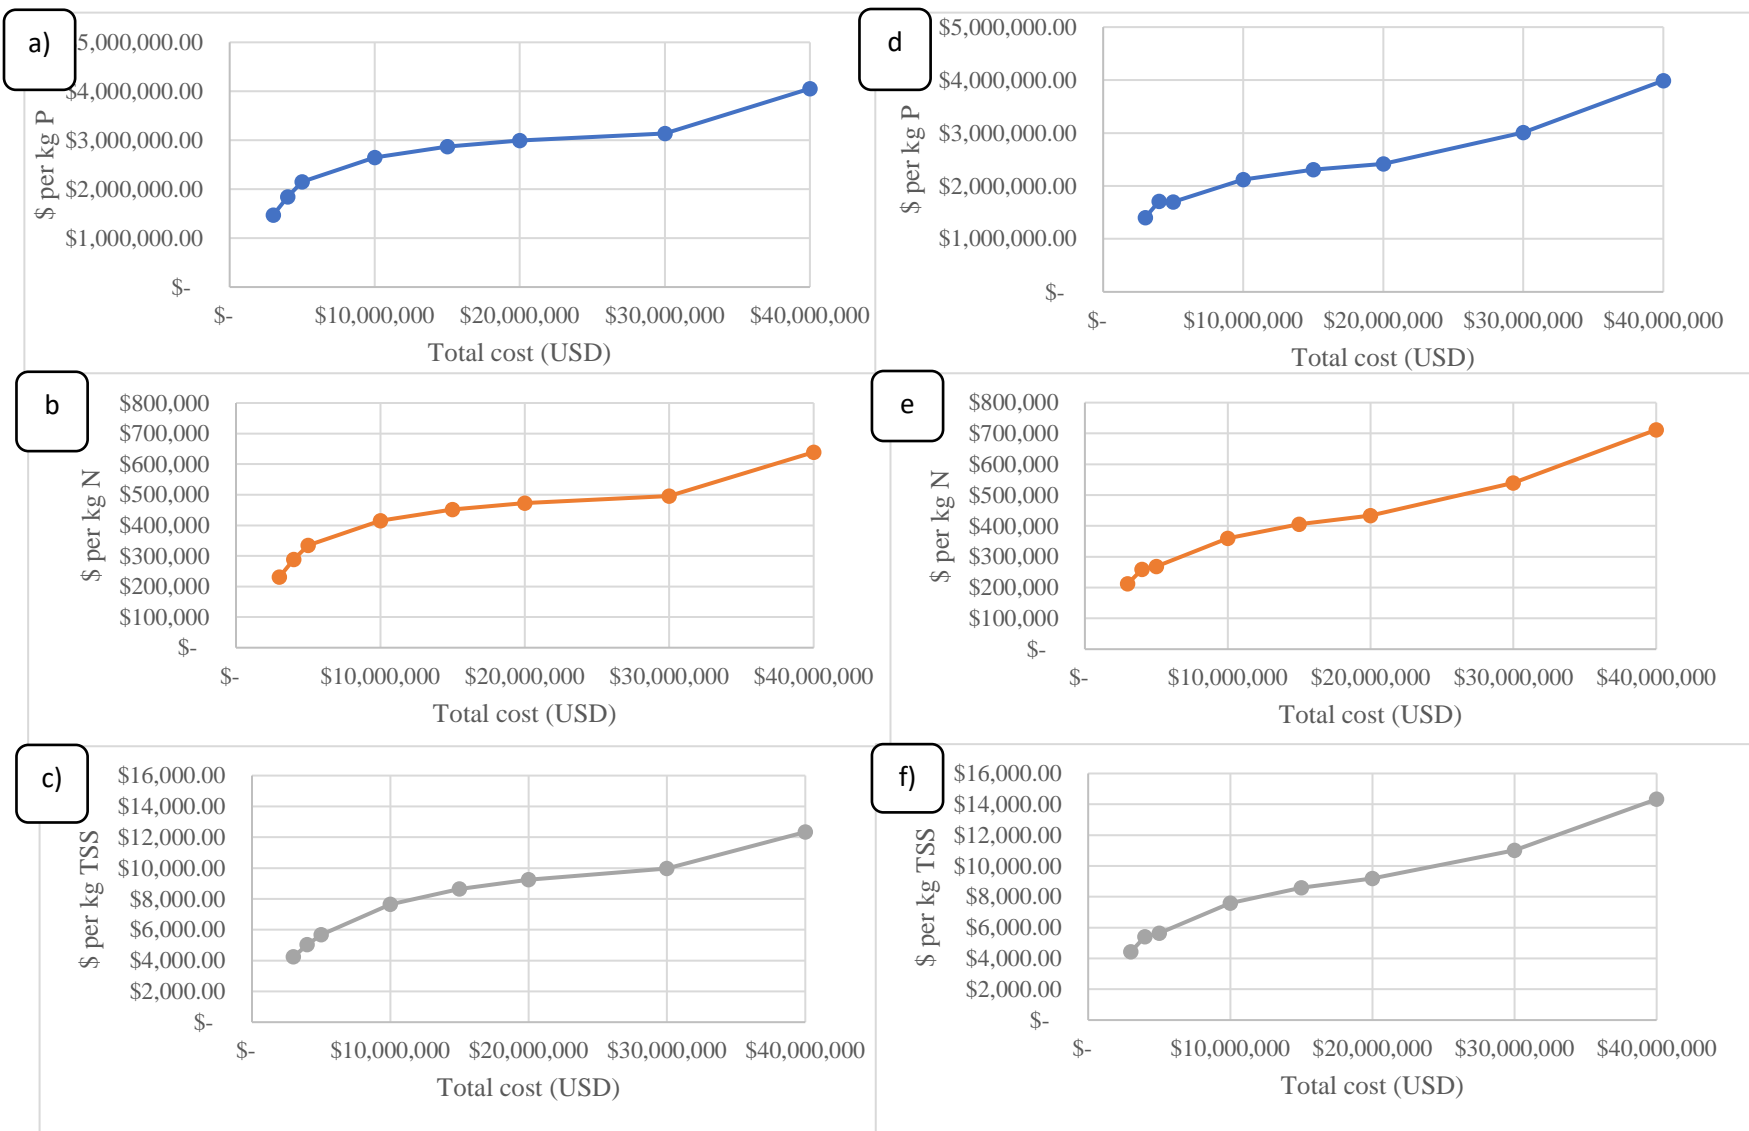 a)
5,000,000.00
$4,000,000.00
$3,000,000.00
$2,000,000.00
$1,000,000.00
$-
$ per kg P
$- $10,000,000 $20,000,000 $30,000,000 $40,000,000
Total cost (USD)
d
$5,000,000.00
$4,000,000.00
$3,000,000.00
$2,000,000.00
$1,000,000.00
$-
$ per kg P
$- $10,000,000 $20,000,000 $30,000,000 $40,000,000
Total cost (USD)
b
$800,000
$700,000
$600,000
$500,000
$400,000
$300,000
$200,000
$100,000
$-
$ per kg N
$- $10,000,000 $20,000,000 $30,000,000 $40,000,000
Total cost (USD)
e
$800,000
$700,000
$600,000
$500,000
$400,000
$300,000
$200,000
$100,000
$-
$ per kg N
$- $10,000,000 $20,000,000 $30,000,000 $40,000,000
Total cost (USD)
c)
$16,000.00
$14,000.00
$12,000.00
$10,000.00
$8,000.00
$6,000.00
$4,000.00
$2,000.00
$-
$ per kg TSS
$- $10,000,000 $20,000,000 $30,000,000 $40,000,000
Total cost (USD)
f)
$16,000.00
$14,000.00
$12,000.00
$10,000.00
$8,000.00
$6,000.00
$4,000.00
$2,000.00
$-
$ per kg TSS
$- $10,000,000 $20,000,000 $30,000,000 $40,000,000
Total cost (USD)